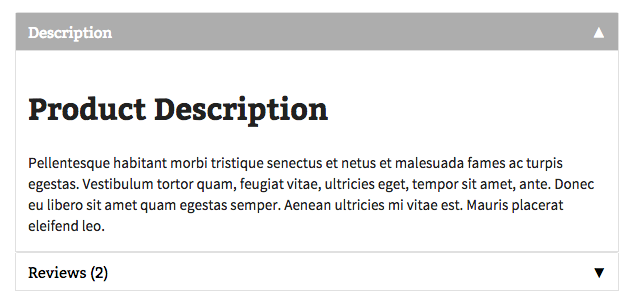 Description ▲
Product Description
Pellentesque habitant morbi tristique senectus et netus et malesuada fames ac turpis
egestas. Vestibulum tortor quam, feugiat vitae, ultricies eget, tempor sit amet, ante. Donec
eu libero sit amet quam egestas semper. Aenean ultricies mi vitae est. Mauris placerat
eleifend leo.
Reviews (2) ▼